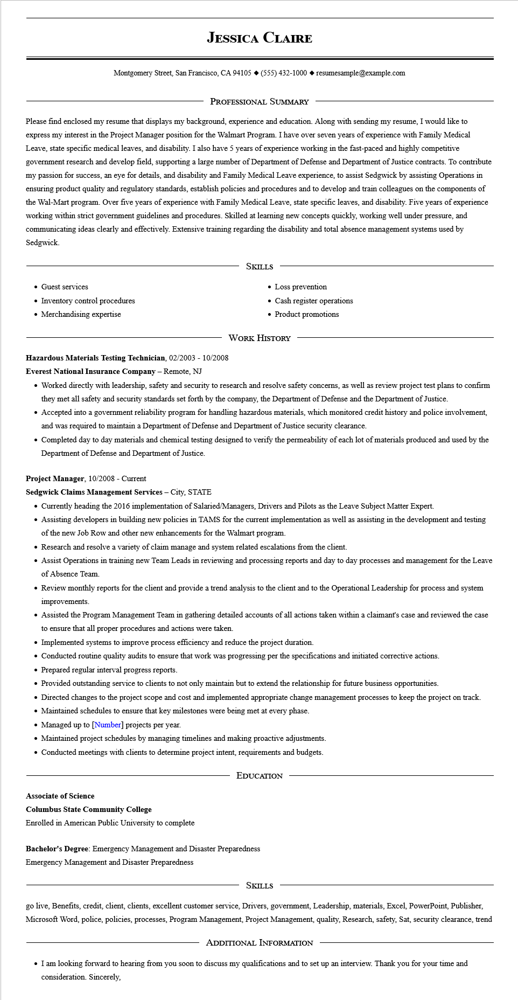 Jessica Claire
Montgomery Street, San Francisco, CA 94105 ◆ (555) 432-1000 ◆ resumesample@example.com
Professional Summary
Please find enclosed my resume that displays my background, experience and education. Along with sending my resume, I would like to
express my interest in the Project Manager position for the Walmart Program. I have over seven years of experience with Family Medical
Leave, state specific medical leaves, and disability. I also have 5 years of experience working in the fast-paced and highly competitive
government research and develop field, supporting a large number of Department of Defense and Department of Justice contracts. To contribute
my passion for success, an eye for details, and disability and Family Medical Leave experience, to assist Sedgwick by assisting Operations in
ensuring product quality and regulatory standards, establish policies and procedures and to develop and train colleagues on the components of
the Wal-Mart program. Over five years of experience with Family Medical Leave, state specific leaves, and disability. Five years of experience
working within strict government guidelines and procedures. Skilled at learning new concepts quickly, working well under pressure, and
communicating ideas clearly and effectively. Extensive training regarding the disability and total absence management systems used by
Sedgwick.
Skills
• Guest services
• Inventory control procedures
• Merchandising expertise
• Loss prevention
• Cash register operations
• Product promotions
Work History
Hazardous Materials Testing Technician, 02/2003 - 10/2008
Everest National Insurance Company – Remote, NJ
• Worked directly with leadership, safety and security to research and resolve safety concerns, as well as review project test plans to confirm
they met all safety and security standards set forth by the company, the Department of Defense and the Department of Justice.
• Accepted into a government reliability program for handling hazardous materials, which monitored credit history and police involvement,
and was required to maintain a Department of Defense and Department of Justice security clearance.
• Completed day to day materials and chemical testing designed to verify the permeability of each lot of materials produced and used by the
Department of Defense and Department of Justice.
Project Manager, 10/2008 - Current
Sedgwick Claims Management Services – City, STATE
• Currently heading the 2016 implementation of Salaried/Managers, Drivers and Pilots as the Leave Subject Matter Expert.
• Assisting developers in building new policies in TAMS for the current implementation as well as assisting in the development and testing
of the new Job Row and other new enhancements for the Walmart program.
• Research and resolve a variety of claim manage and system related escalations from the client.
• Assist Operations in training new Team Leads in reviewing and processing reports and day to day processes and management for the Leave
of Absence Team.
• Review monthly reports for the client and provide a trend analysis to the client and to the Operational Leadership for process and system
improvements.
• Assisted the Program Management Team in gathering detailed accounts of all actions taken within a claimant's case and reviewed the case
to ensure that all proper procedures and actions were taken.
• Implemented systems to improve process efficiency and reduce the project duration.
• Conducted routine quality audits to ensure that work was progressing per the specifications and initiated corrective actions.
• Prepared regular interval progress reports.
• Provided outstanding service to clients to not only maintain but to extend the relationship for future business opportunities.
• Directed changes to the project scope and cost and implemented appropriate change management processes to keep the project on track.
• Maintained schedules to ensure that key milestones were being met at every phase.
• Managed up to [Number] projects per year.
• Maintained project schedules by managing timelines and making proactive adjustments.
• Conducted meetings with clients to determine project intent, requirements and budgets.
Education
Associate of Science
Columbus State Community College
Enrolled in American Public University to complete
Bachelor's Degree: Emergency Management and Disaster Preparedness
Emergency Management and Disaster Preparedness
Skills
go live, Benefits, credit, client, clients, excellent customer service, Drivers, government, Leadership, materials, Excel, PowerPoint, Publisher,
Microsoft Word, police, policies, processes, Program Management, Project Management, quality, Research, safety, Sat, security clearance, trend
Additional Information
• I am looking forward to hearing from you soon to discuss my qualifications and to set up an interview. Thank you for your time and
consideration. Sincerely,